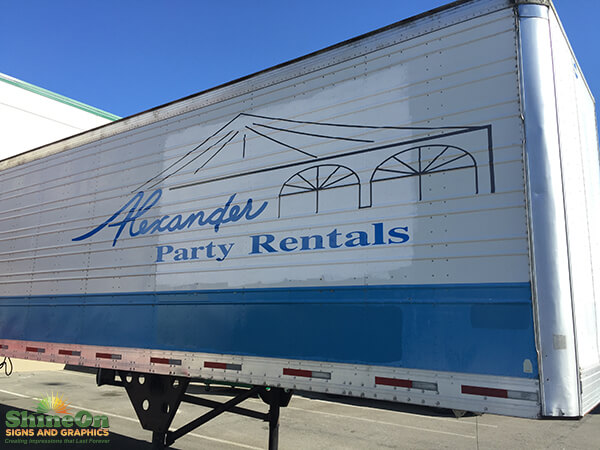 Alexander
Party Rentals
ShineOn
SIGNS AND GRAPHICS
Creating Impressions that Last Forever